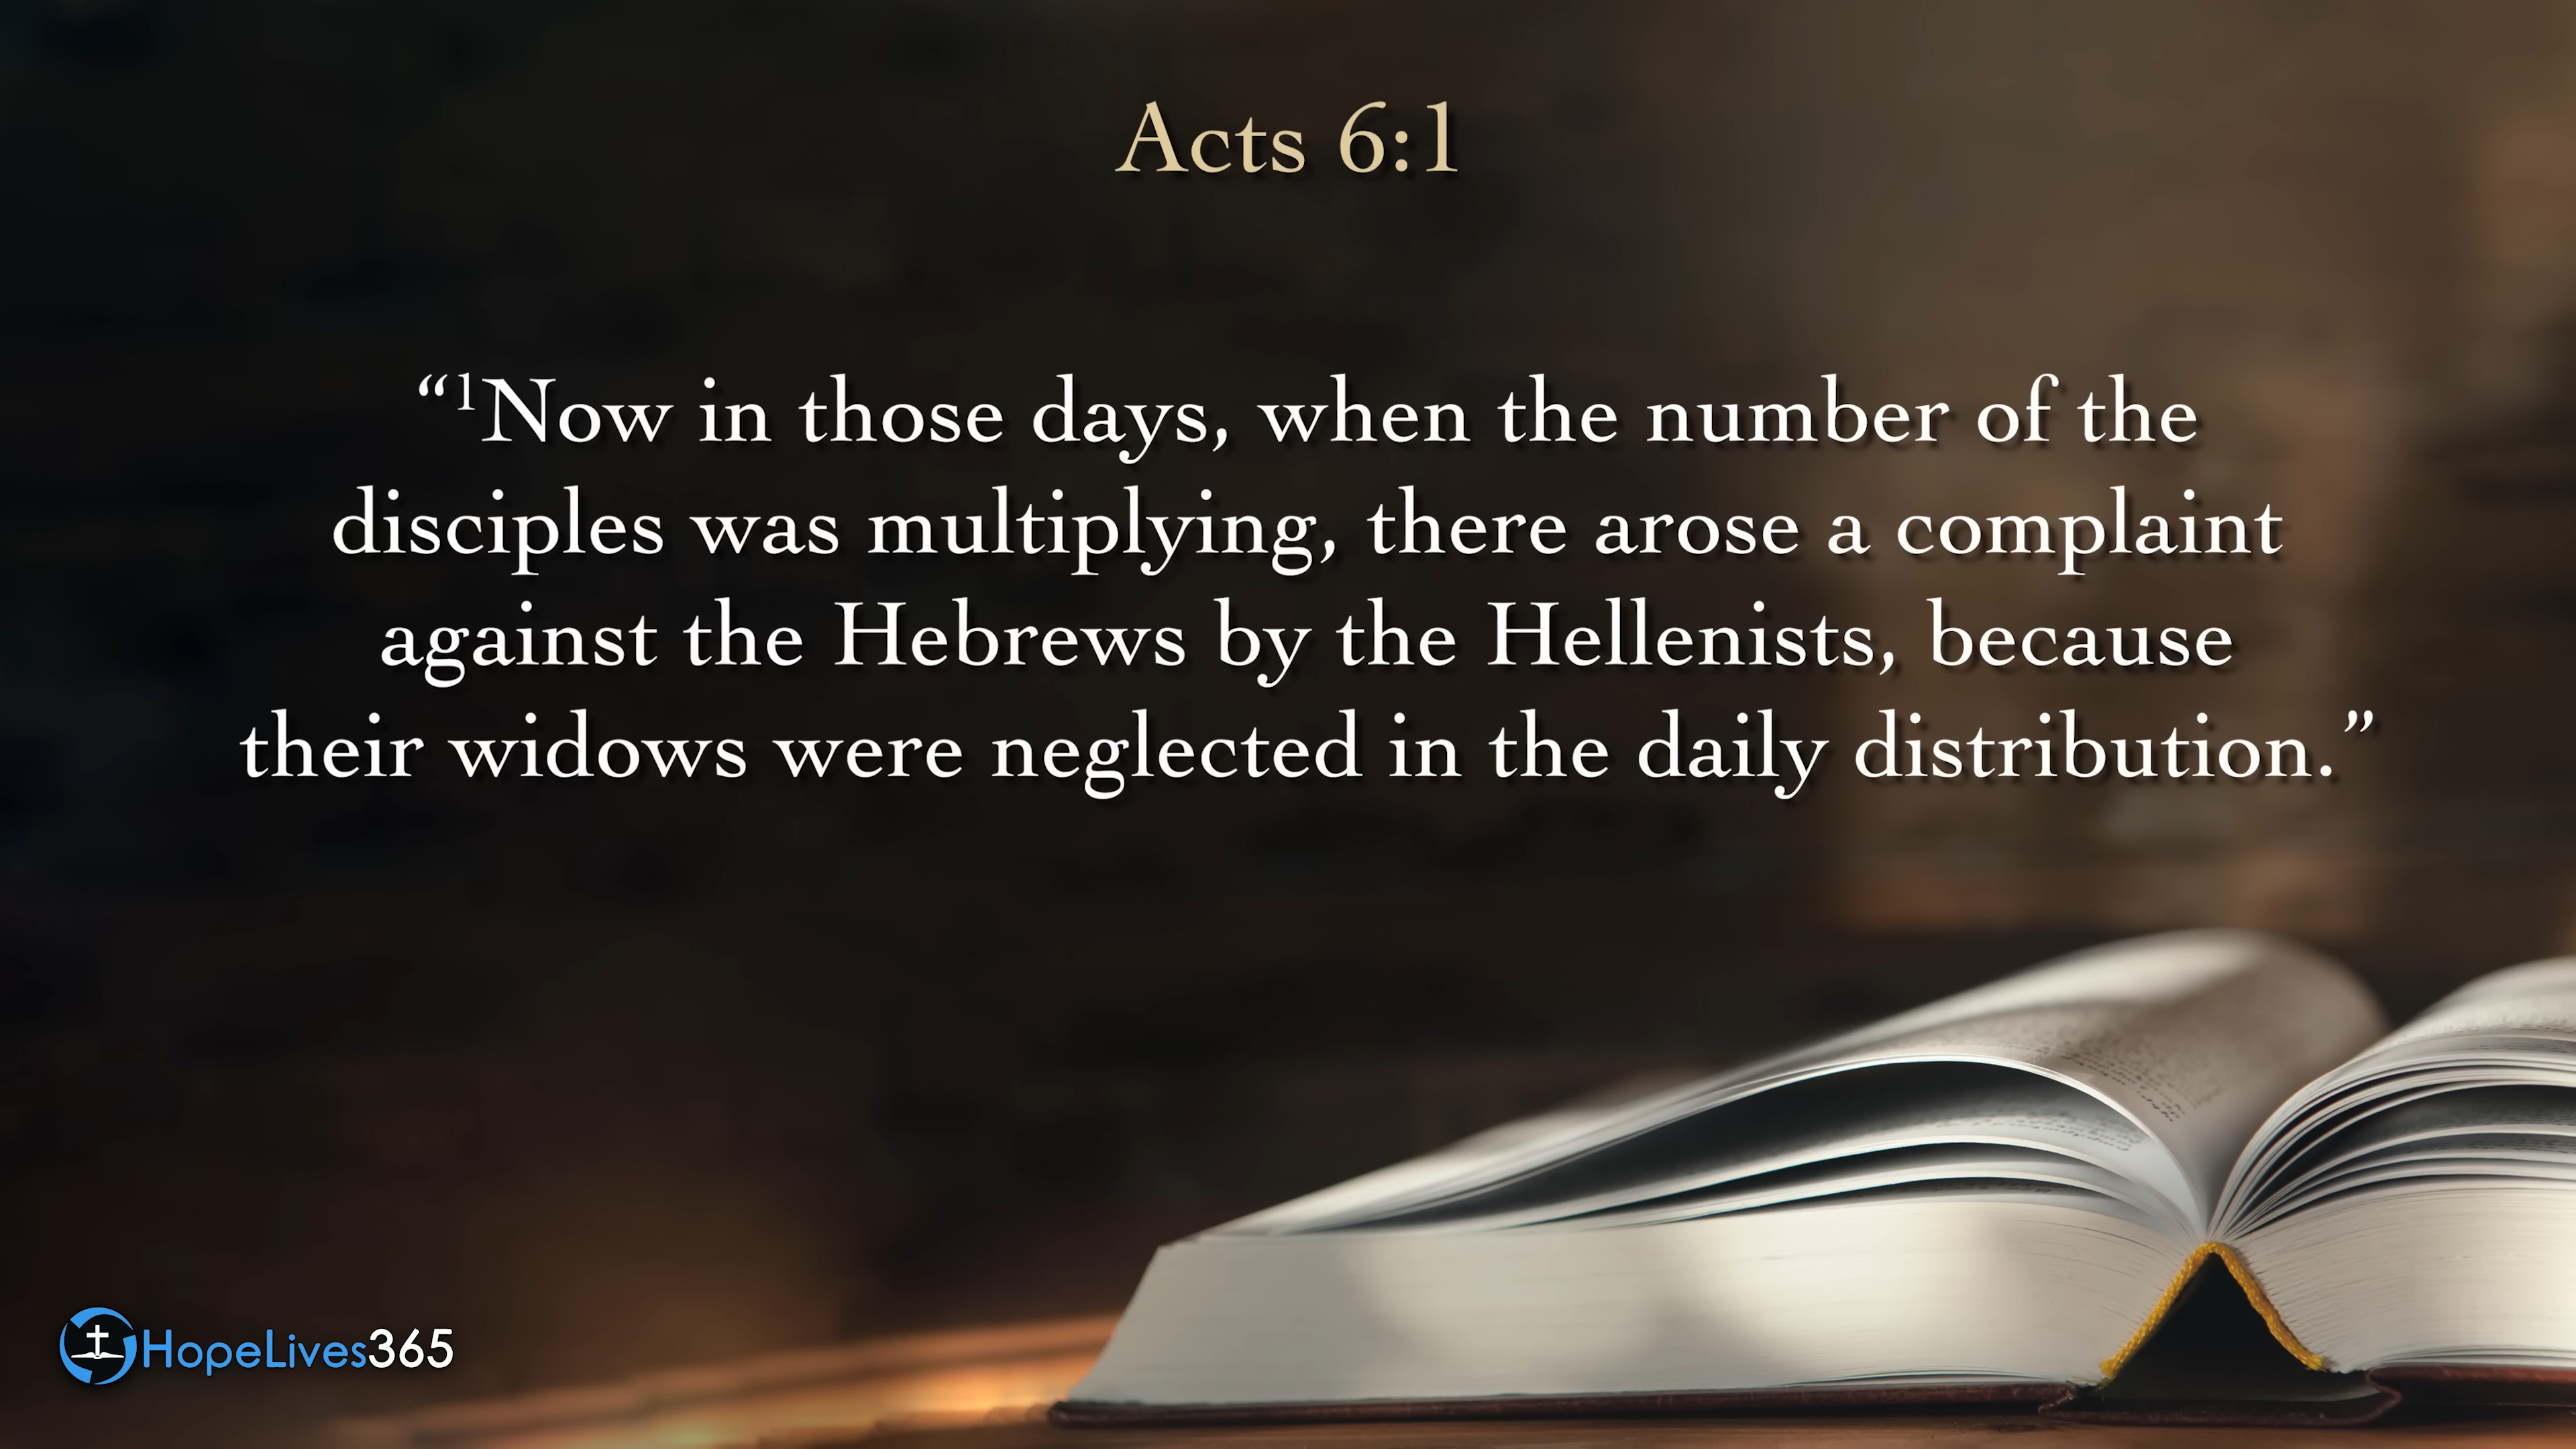 Acts 6:1
“¹Now in those days, when the number of the
disciples was multiplying, there arose a complaint
against the Hebrews by the Hellenists, because
their widows were neglected in the daily distribution.”
HopeLives365